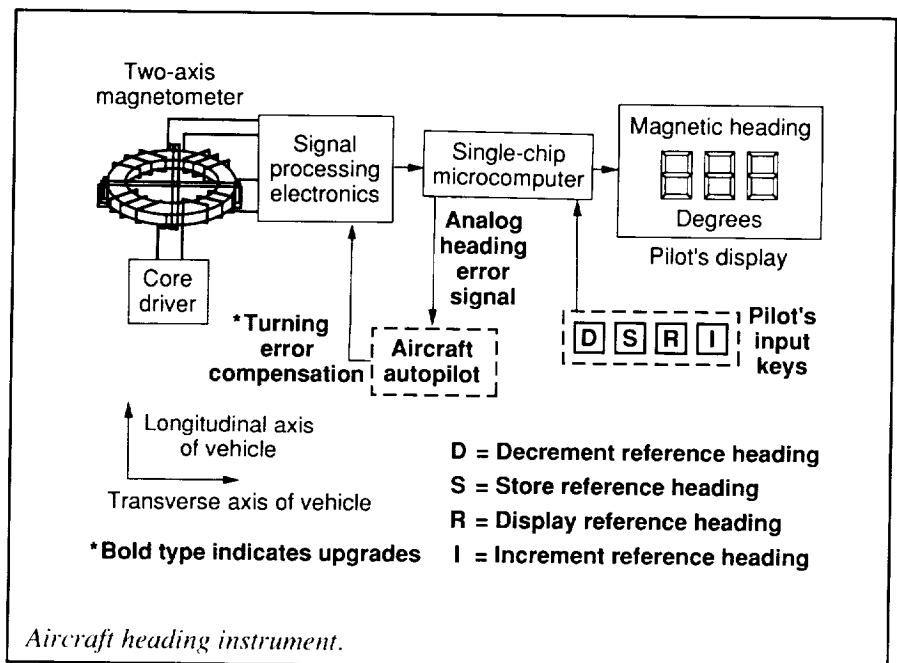 Two-axis
magnetometer
Signal
processing
electronics
Single-chip
microcomputer
Magnetic heading
Degrees
Pilot's display
Core
driver
Analog
heading
error
signal
*Turning
error
compensation
Aircraft
autopilot
D S R I
Pilot's
input
keys
Longitudinal axis
of vehicle
Transverse axis of vehicle
*Bold type indicates upgrades
D = Decrement reference heading
S = Store reference heading
R = Display reference heading
I = Increment reference heading
Aircraft heading instrument.